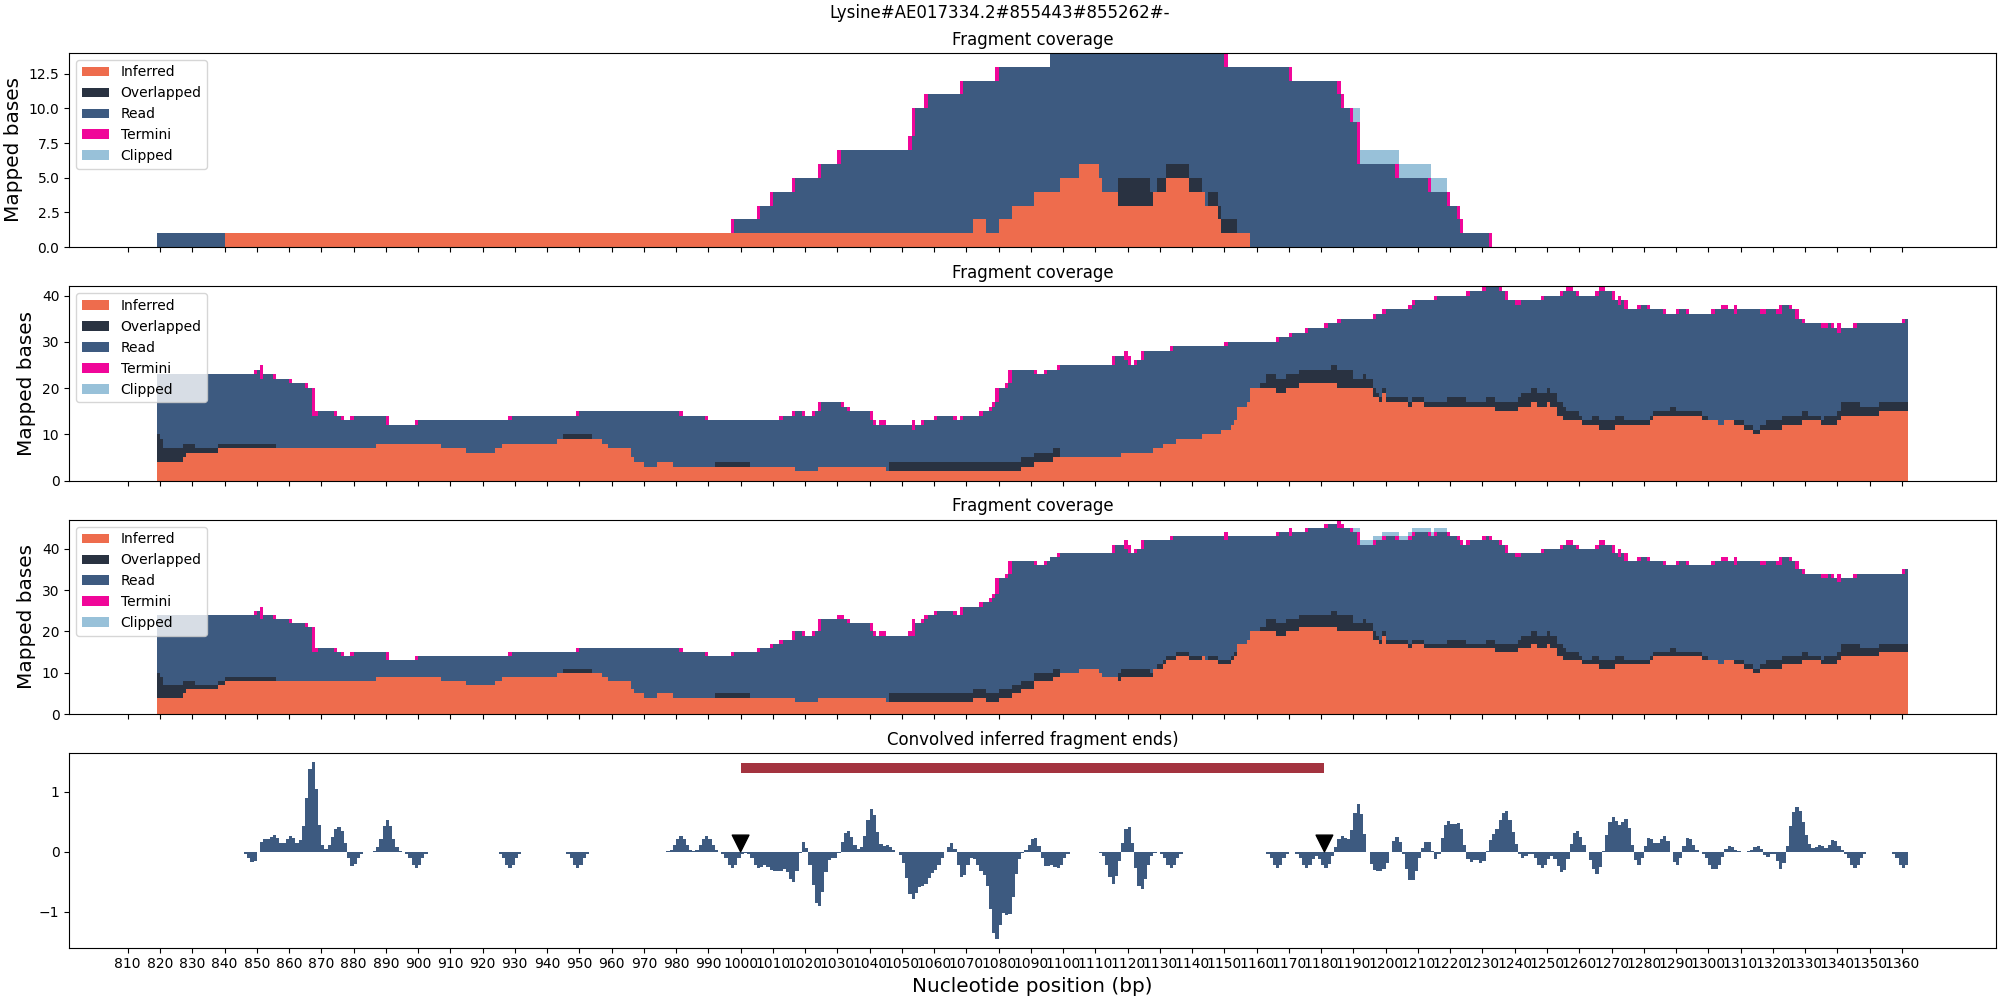 Lysine#AE017334.2#855443#855262#-
Fragment coverage
Mapped bases
12.5
10.0
7.5
5.0
2.5
0.0
Inferred
Overlapped
Read
Termini
Clipped
Fragment coverage
Mapped bases
40
30
20
10
0
Inferred
Overlapped
Read
Termini
Clipped
Fragment coverage
Mapped bases
40
30
20
10
0
Inferred
Overlapped
Read
Termini
Clipped
Convolved inferred fragment ends)
1
0
−1
810 820 830 840 850 860 870 880 890 900 910 920 930 940 950 960 970 980 990 1000 1010 1020 1030 1040 1050 1060 1070 1080 1090 1100 1110 1120 1130 1140 1150 1160 1170 1180 1190 1200 1210 1220 1230 1240 1250 1260 1270 1280 1290 1300 1310 1320 1330 1340 1350 1360
Nucleotide position (bp)